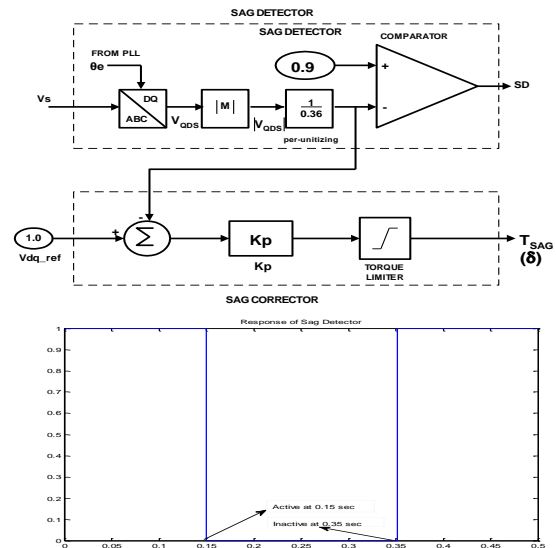 SAG DETECTOR
SAG DETECTOR
COMPARATOR
FROM PLL
θe
0.9
+
Vs
DQ
ABC
V_QDS
|M|
|V_QDS|
1
0.36
per-unitizing
-
SD
1.0
Vdq_ref
+
-
Σ
Kp
Kp
TORQUE
LIMITER
T_SAG
(δ)
SAG CORRECTOR
Response of Sag Detector
1
0.9
0.8
0.7
0.6
0.5
0.4
0.3
0.2
0.1
0
Active at 0.15 sec
Inactive at 0.35 sec
0 0.05 0.1 0.15 0.2 0.25 0.3 0.35 0.4 0.45 0.5